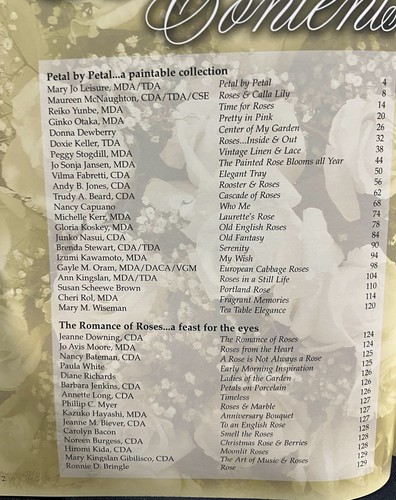 Contents
Petal by Petal...a paintable collection
Mary Jo Leisure, MDA/TDA Petal by Petal 4
Maureen McNaughton, CDA/TDA/CSE Roses & Calla Lily 8
Reiko Yunbe, MDA Time for Roses 14
Ginko Otaka, MDA Pretty in Pink 20
Donna Dewberry Center of My Garden 26
Doxie Keller, TDA Roses...Inside & Out 32
Peggy Stogdill, MDA Vintage Linen & Lace 38
Jo Sonja Jansen, MDA The Painted Rose Blooms all Year 44
Vilma Fabretti, CDA Elegant Tray 50
Andy B. Jones, CDA Rooster & Roses 56
Trudy A. Beard, CDA Cascade of Roses 62
Nancy Capuano Who Me 68
Michelle Kerr, MDA Laurette's Rose 74
Gloria Koskey, MDA Old English Roses 78
Junko Nasui, CDA Old Fantasy 84
Brenda Stewart, CDA/TDA Serenity 90
Izumi Kawamoto, MDA My Wish 94
Gayle M. Oram, MDA/DACA/VGM European Cabbage Roses 98
Ann Kingslan, MDA/TDA Roses in a Still Life 104
Susan Scheewe Brown Portland Rose 110
Cheri Rol, MDA Fragrant Memories 114
Mary M. Wiseman Tea Table Elegance 120
The Romance of Roses...a feast for the eyes
Jeanne Downing, CDA The Romance of Roses 124
Jo Avis Moore, MDA Roses from the Heart 124
Nancy Bateman, CDA A Rose is Not Always a Rose 125
Paula White Early Morning Inspiration 125
Diane Richards Ladies of the Garden 126
Barbara Jenkins, CDA Petals on Porcelain 126
Annette Long, CDA Timeless 126
Phillip C. Myer Roses & Marble 127
Kazuko Hayashi, MDA Anniversary Bouquet 127
Jeanne M. Biever, CDA To an English Rose 127
Carolyn Bacon Smell the Roses 128
Noreen Burgess, CDA Christmas Rose & Berries 128
Hiromi Kida, CDA Moonlit Roses 128
Mary Kingslan Gibilisco, CDA The Art of Music & Roses 129
Ronnie D. Bringle Rose 129
2